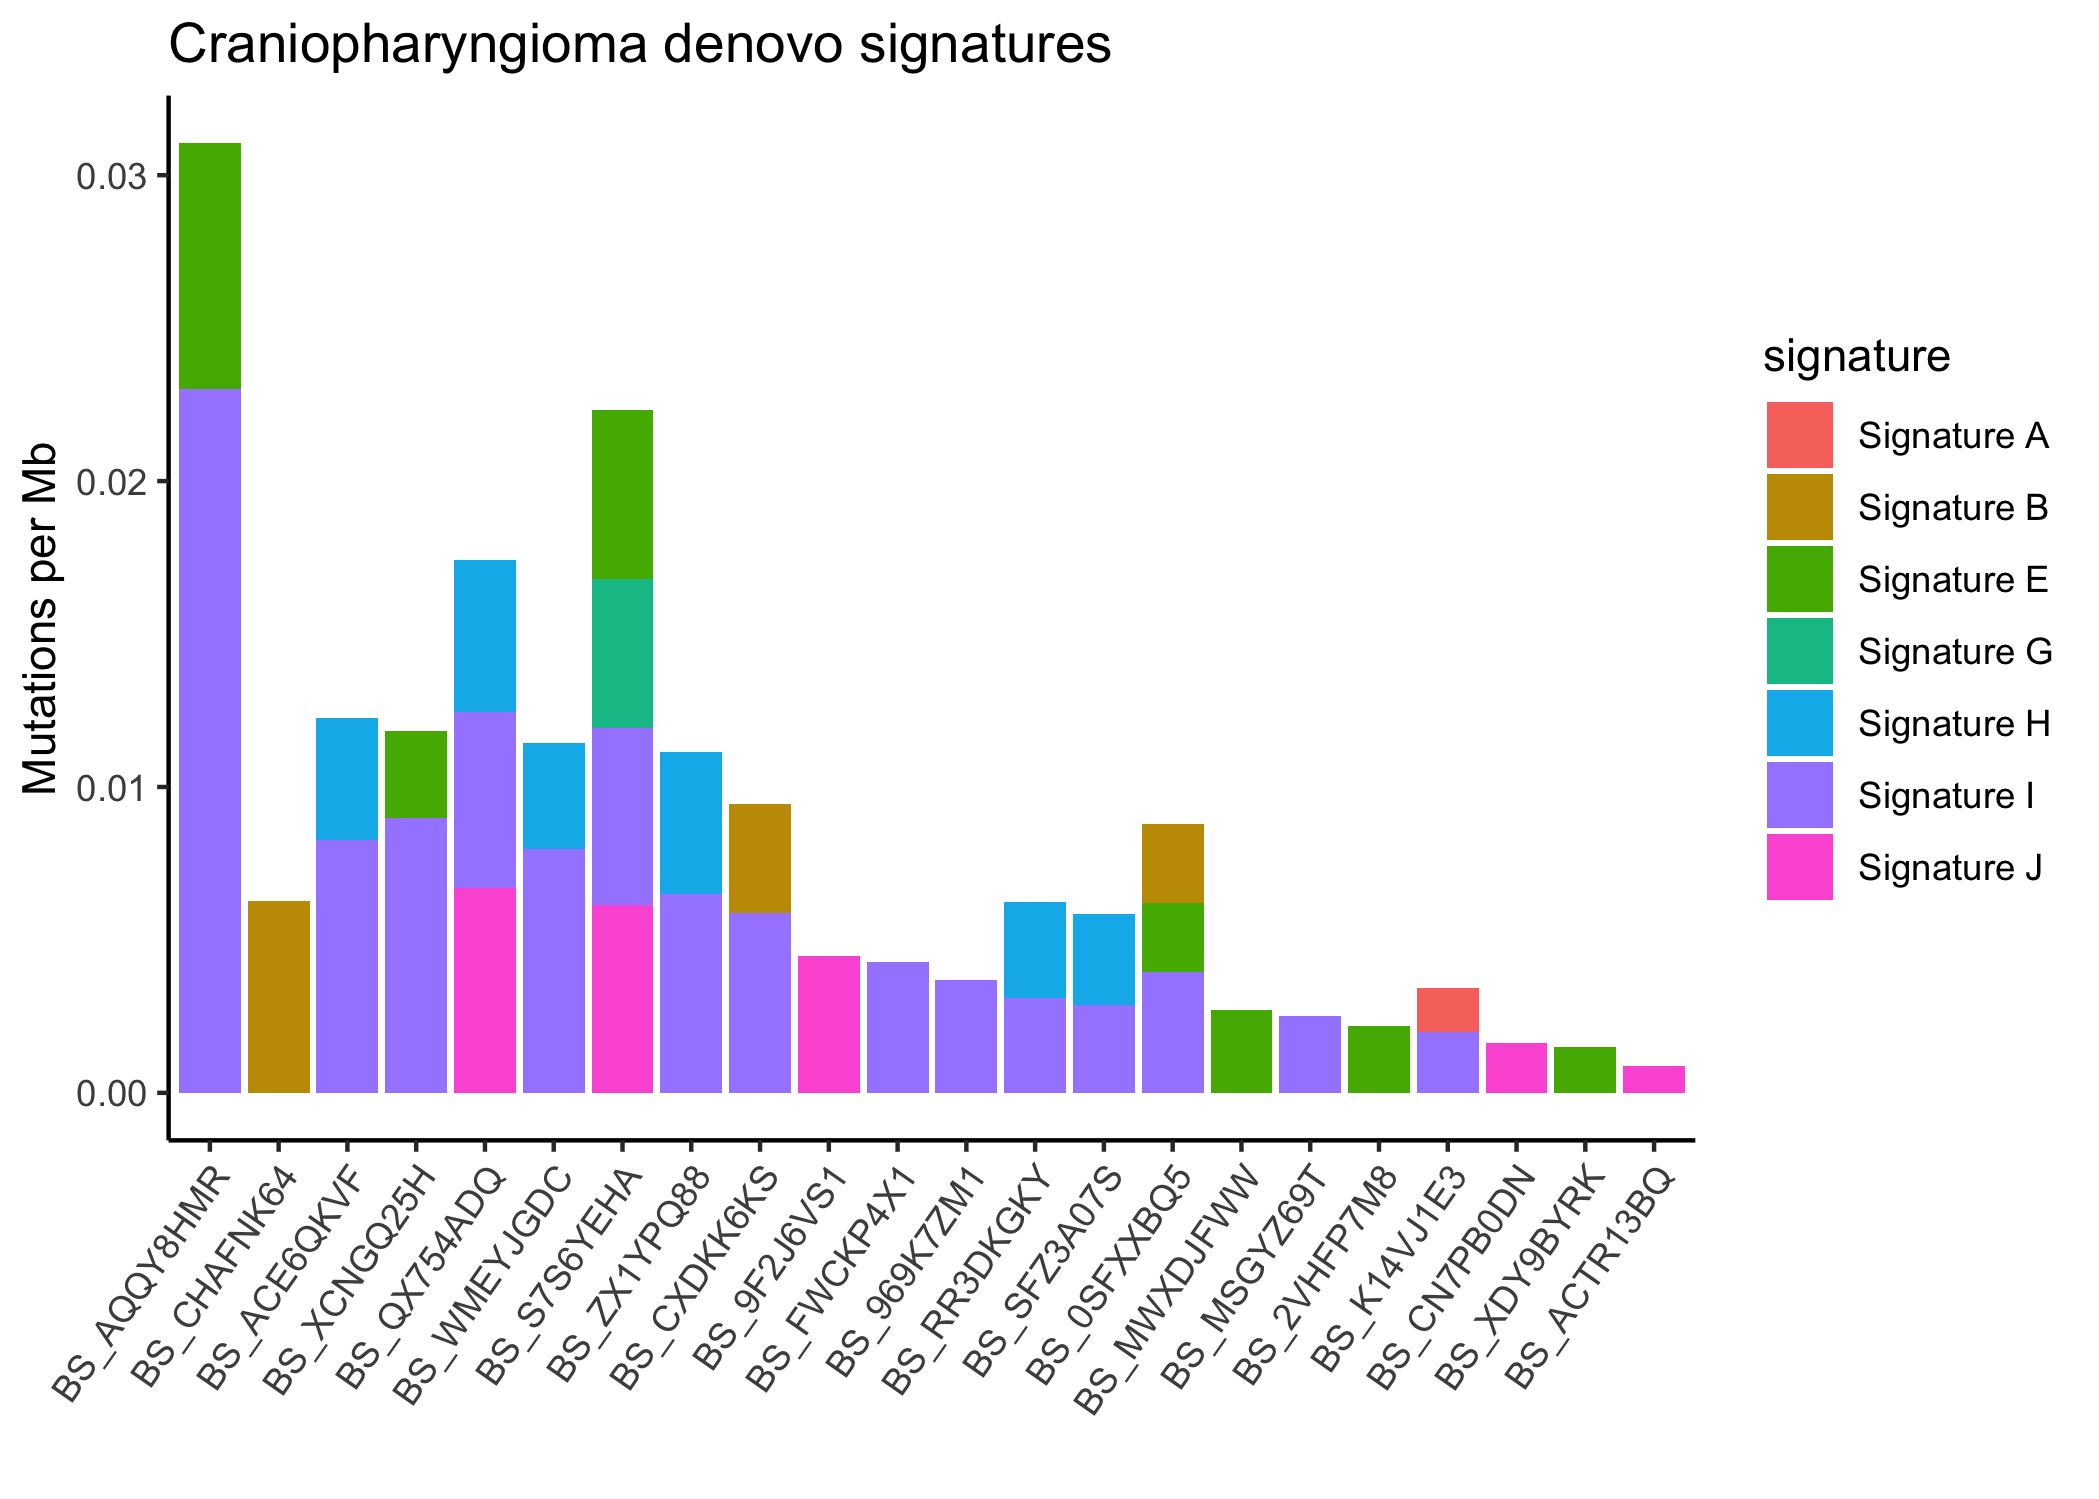 Craniopharyngioma denovo signatures
Mutations per Mb
0.03
0.02
0.01
0.00
BS_AQQY8HMR
BS_CHAFNK64
BS_ACE6QKVF
BS_XCNGQ25H
BS_QX754ADQ
BS_WMEYJGDC
BS_S7S6YEHA
BS_ZX1YPQ88
BS_CXDKK6KS
BS_9F2J6VS1
BS_FWCKP4X1
BS_969K7ZM1
BS_RR3DKGKY
BS_SFZ3A07S
BS_0SFXXBQ5
BS_MWXDJFWW
BS_MSGYZ69T
BS_2VHFP7M8
BS_K14VJ1E3
BS_CN7PB0DN
BS_XDY9BYRK
BS_ACTR13BQ
signature
Signature A
Signature B
Signature E
Signature G
Signature H
Signature I
Signature J